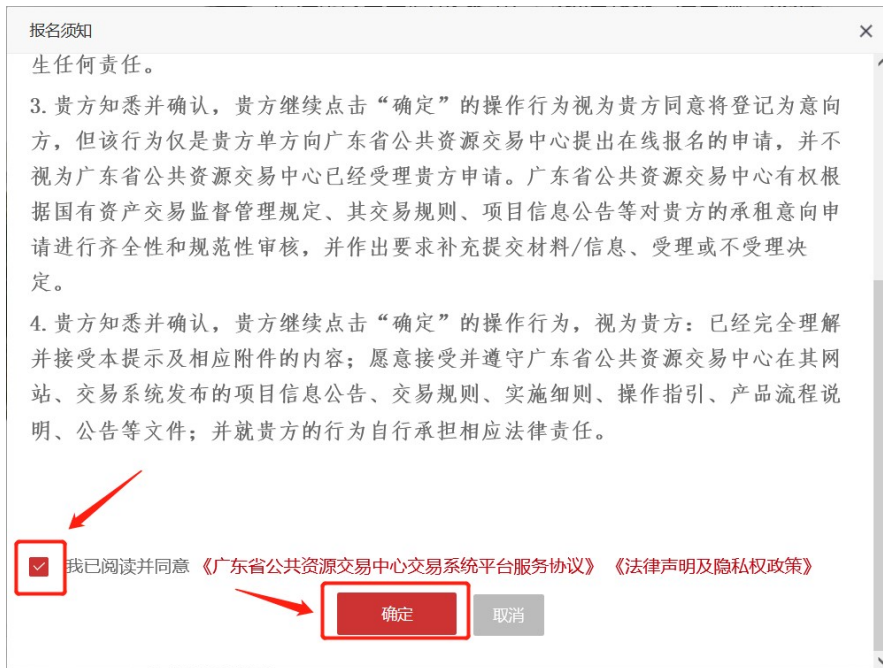 报名须知
生任何责任。
3.贵方知悉并确认，贵方继续点击“确定”的操作行为视为贵方同意将登记为意向
方，但该行为仅是贵方单方向广东省公共资源交易中心提出在线报名的申请，并不
视为广东省公共资源交易中心已经受理贵方申请。广东省公共资源交易中心有权根
据国有资产交易监督管理规定、其交易规则、项目信息公告等对贵方的承租意向申
请进行齐全性和规范性审核，并作出要求补充提交材料/信息、受理或不受理决
定。
4.贵方知悉并确认，贵方继续点击“确定”的操作行为，视为贵方：已经完全理解
并接受本提示及相应附件的内容；愿意接受并遵守广东省公共资源交易中心在其网
站、交易系统发布的项目信息公告、交易规则、实施细则、操作指引、产品流程说
明、公告等文件；并就贵方的行为自行承担相应法律责任。
我已阅读并同意 《广东省公共资源交易中心交易系统平台服务协议》 《法律声明及隐私权政策》
确定 取消